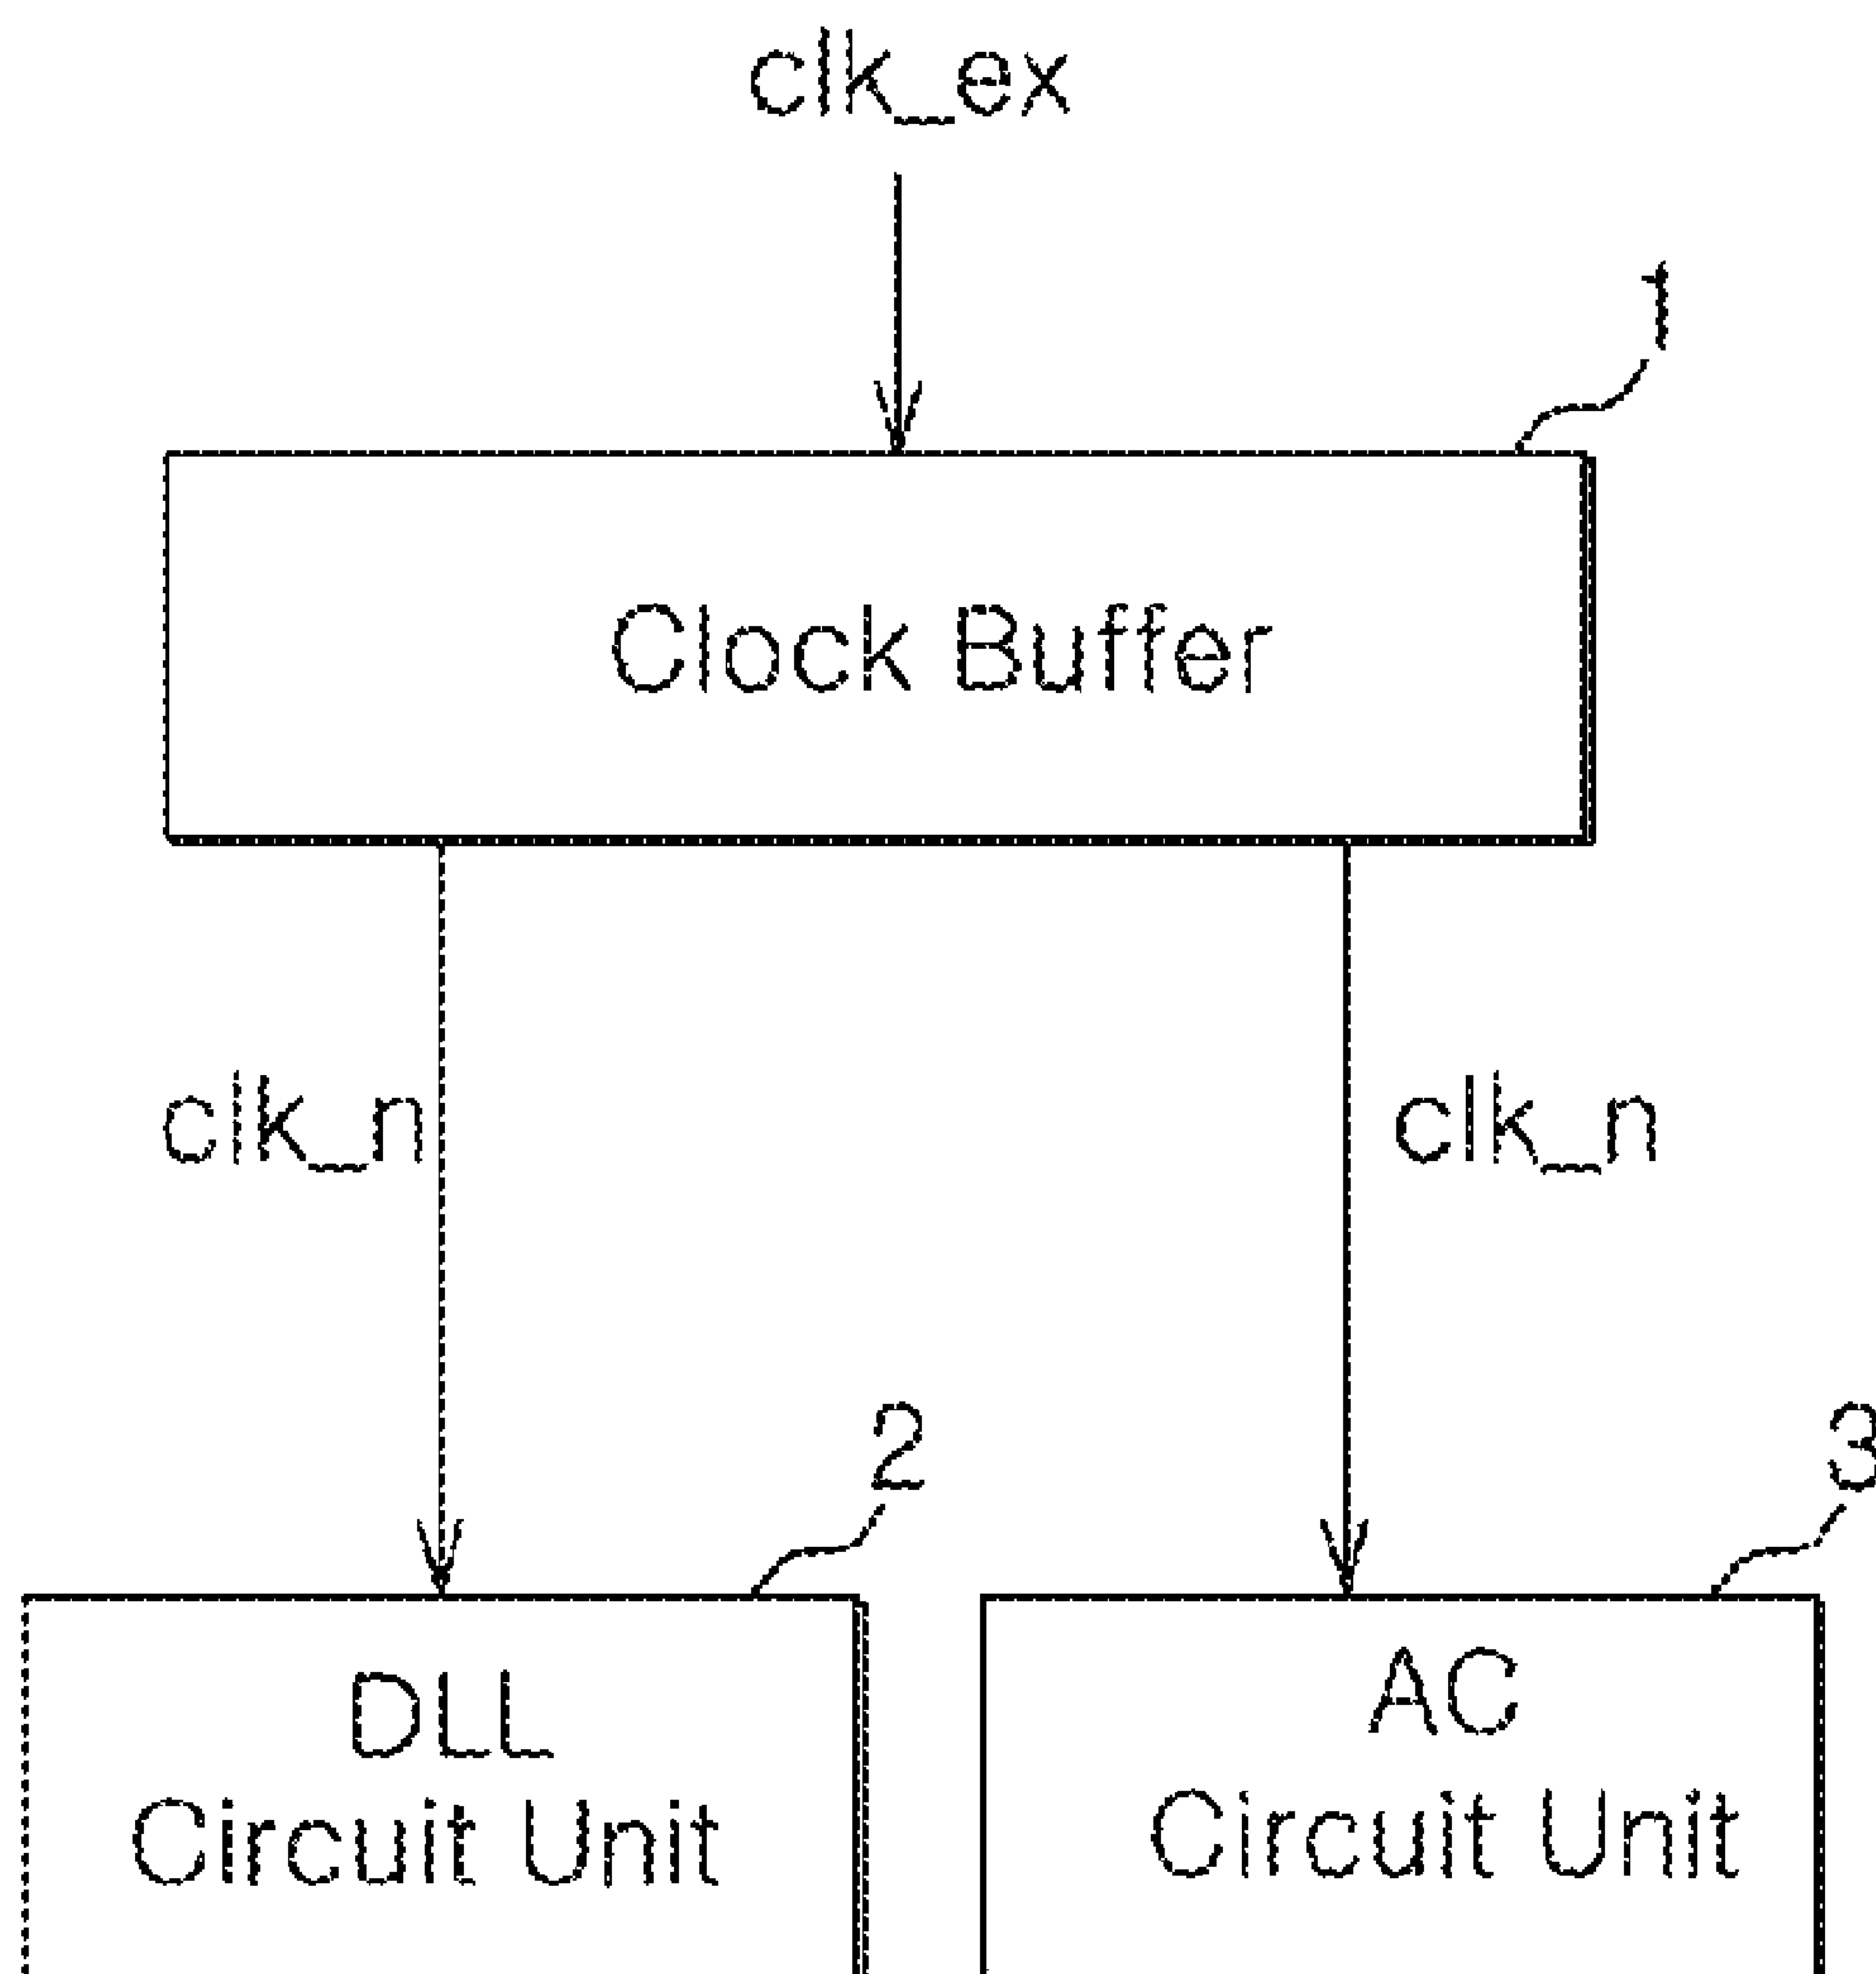 clk_ex
1
Clock Buffer
clk_n
clk_n
2
3
DLL
Circuit Unit
AC
Circuit Unit